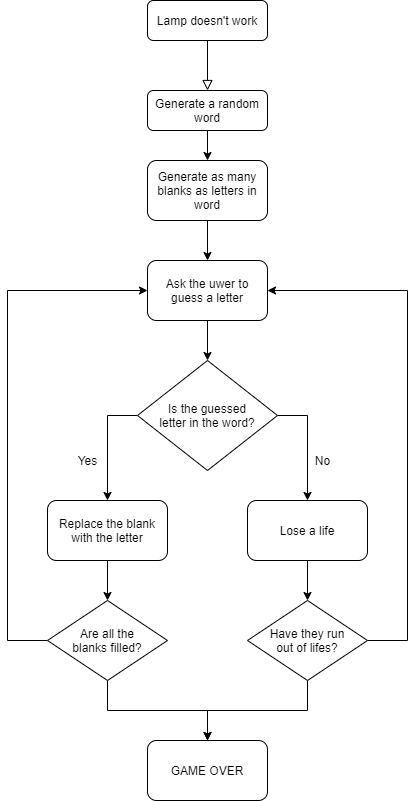 Lamp doesn't work
Generate a random
word
Generate as many
blanks as letters in
word
Ask the uwer to
guess a letter
Is the guessed
letter in the word?
Yes
No
Replace the blank
with the letter
Lose a life
Are all the
blanks filled?
Have they run
out of lifes?
GAME OVER